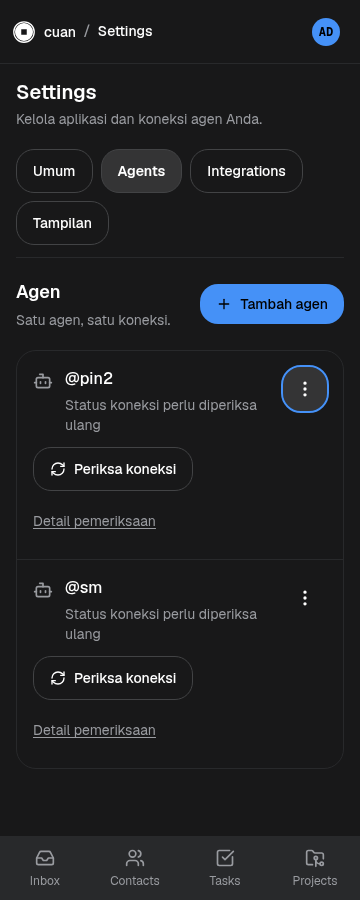 cuan / Settings
AD
Settings
Kelola aplikasi dan koneksi agen Anda.
Umum
Agents
Integrations
Tampilan
Agen
Satu agen, satu koneksi.
Tambah agen
@pin2
Status koneksi perlu diperiksa
ulang
Periksa koneksi
Detail pemeriksaan
@sm
Status koneksi perlu diperiksa
ulang
Periksa koneksi
Detail pemeriksaan
Inbox
Contacts
Tasks
Projects